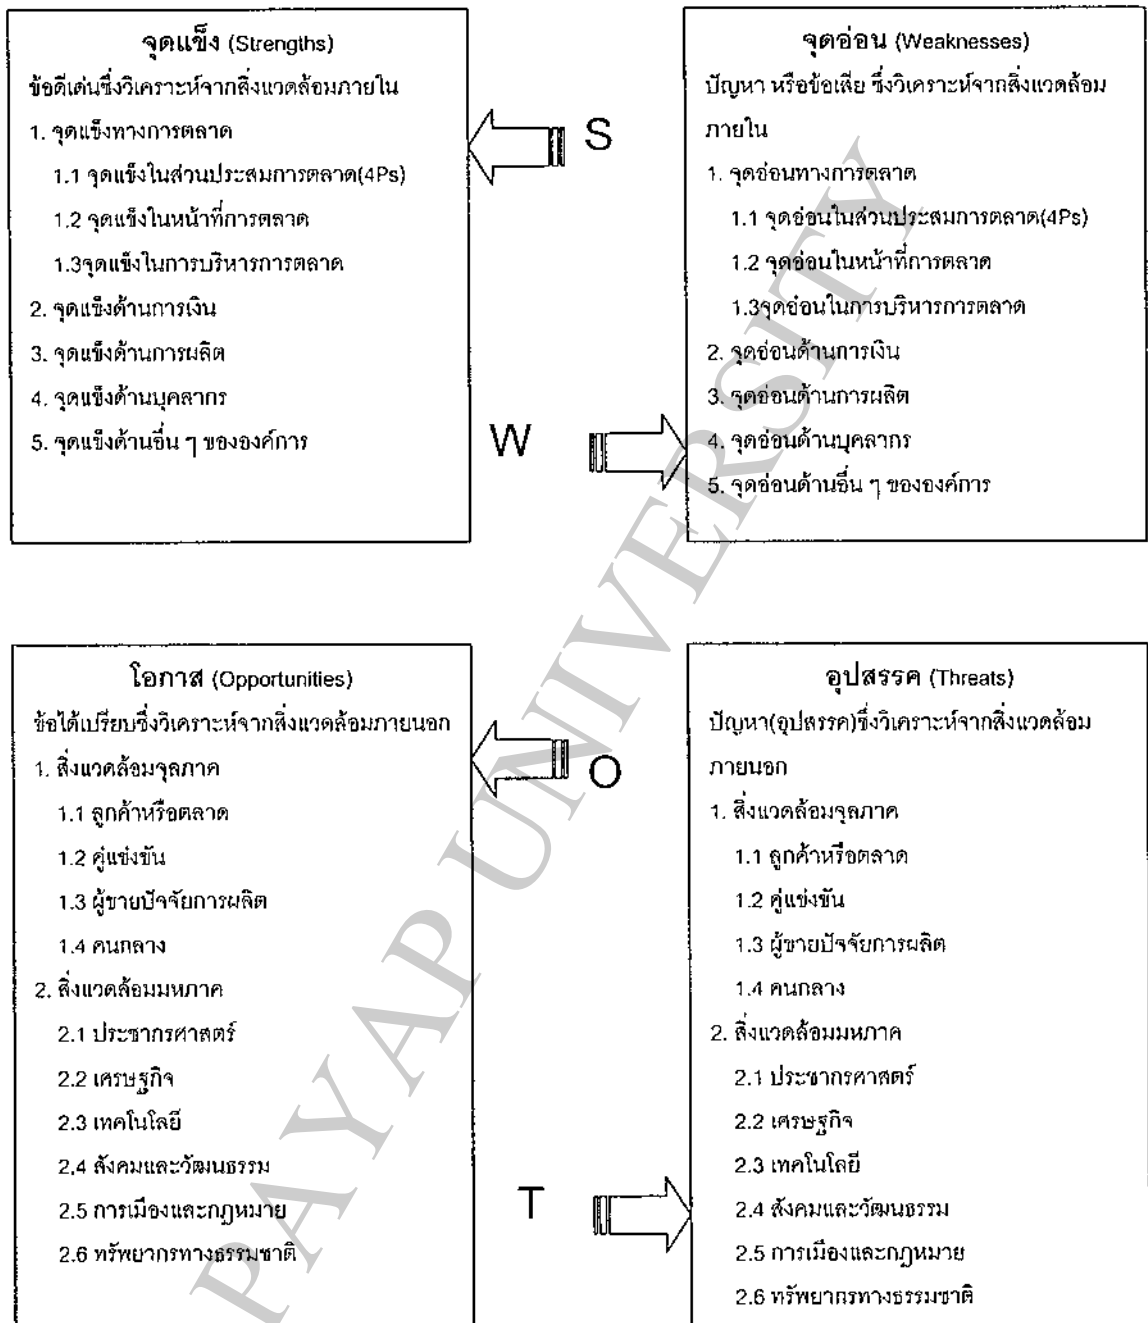 จุดแข็ง (Strengths)
ข้อดีเด่นซึ่งวิเคราะห์จากสิ่งแวดล้อมภายใน
1. จุดแข็งทางการตลาด
1.1 จุดแข็งในส่วนประสมการตลาด(4Ps)
1.2 จุดแข็งในหน้าที่การตลาด
1.3จุดแข็งในการบริหารการตลาด
2. จุดแข็งด้านการเงิน
3. จุดแข็งด้านการผลิต
4. จุดแข็งด้านบุคลากร
5. จุดแข็งด้านอื่น ๆ ขององค์การ
S
จุดอ่อน (Weaknesses)
ปัญหา หรือข้อเสีย ซึ่งวิเคราะห์จากสิ่งแวดล้อม
ภายใน
1. จุดอ่อนทางการตลาด
1.1 จุดอ่อนในส่วนประสมการตลาด(4Ps)
1.2 จุดอ่อนในหน้าที่การตลาด
1.3จุดอ่อนในการบริหารการตลาด
2. จุดอ่อนด้านการเงิน
3. จุดอ่อนด้านการผลิต
4. จุดอ่อนด้านบุคลากร
5. จุดอ่อนด้านอื่น ๆ ขององค์การ
W
โอกาส (Opportunities)
ข้อได้เปรียบซึ่งวิเคราะห์จากสิ่งแวดล้อมภายนอก
1. สิ่งแวดล้อมจุลภาค
1.1 ลูกค้าหรือตลาด
1.2 คู่แข่งขัน
1.3 ผู้ขายปัจจัยการผลิต
1.4 คนกลาง
2. สิ่งแวดล้อมมหภาค
2.1 ประชากรศาสตร์
2.2 เศรษฐกิจ
2.3 เทคโนโลยี
2.4 สังคมและวัฒนธรรม
2.5 การเมืองและกฎหมาย
2.6 ทรัพยากรทางธรรมชาติ
O
อุปสรรค (Threats)
ปัญหา(อุปสรรค)ซึ่งวิเคราะห์จากสิ่งแวดล้อม
ภายนอก
1. สิ่งแวดล้อมจุลภาค
1.1 ลูกค้าหรือตลาด
1.2 คู่แข่งขัน
1.3 ผู้ขายปัจจัยการผลิต
1.4 คนกลาง
2. สิ่งแวดล้อมมหภาค
2.1 ประชากรศาสตร์
2.2 เศรษฐกิจ
2.3 เทคโนโลยี
2.4 สังคมและวัฒนธรรม
2.5 การเมืองและกฎหมาย
2.6 ทรัพยากรทางธรรมชาติ
T
PAYAP UNIVERSITY